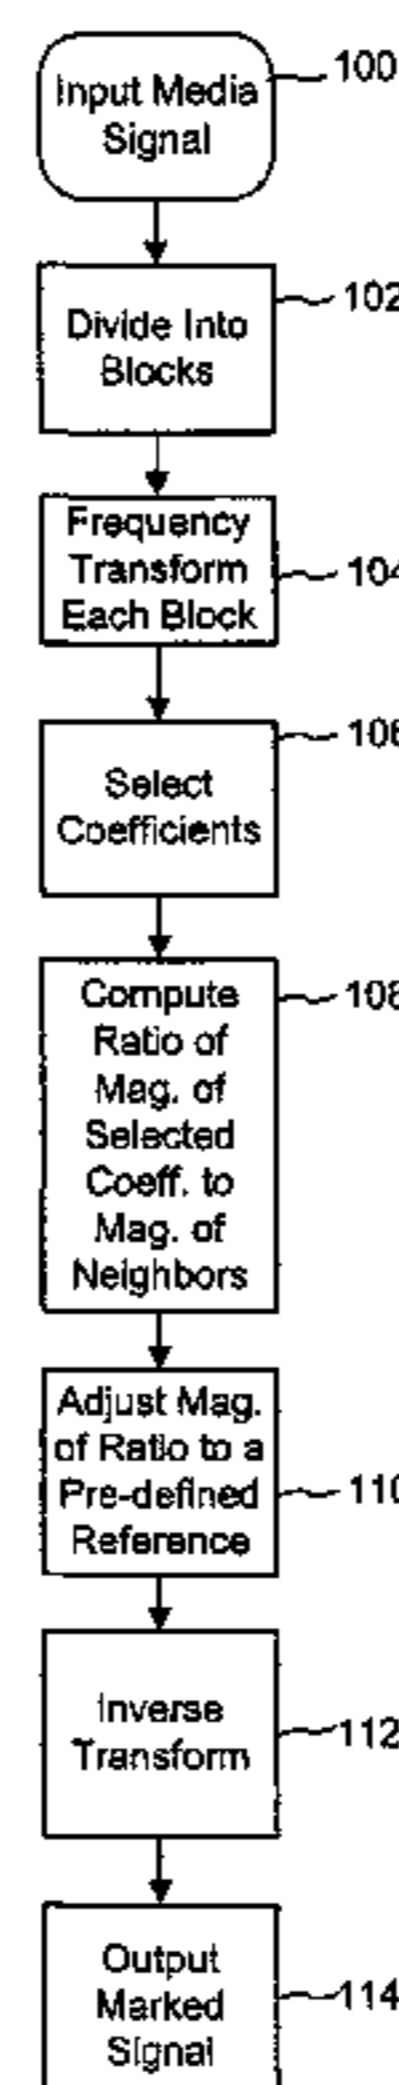 Input Media
Signal
100
Divide Into
Blocks
102
Frequency
Transform
Each Block
104
Select
Coefficients
106
Compute
Ratio of
Mag. of
Selected
Coeff. to
Mag. of
Neighbors
108
Adjust Mag.
of Ratio to a
Pre-defined
Reference
110
Inverse
Transform
112
Output
Marked
Signal
114